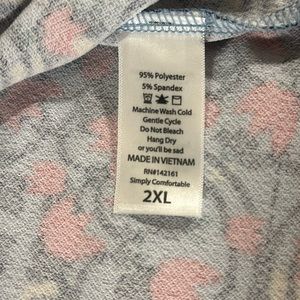 95% Polyester
5% Spandex
Machine Wash Cold
Gentle Cycle
Do Not Bleach
Hang Dry
or you'll be sad
MADE IN VIETNAM
RN#142161
Simply Comfortable
2XL